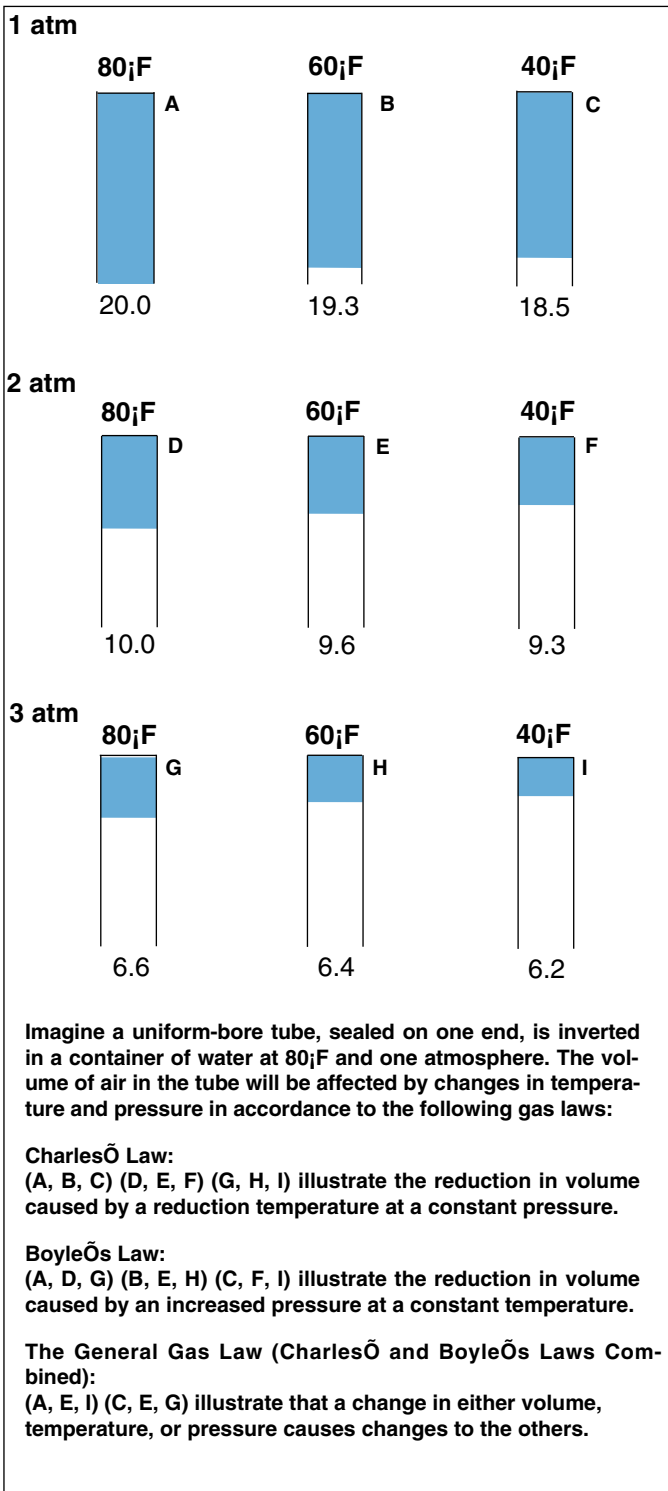 1 atm
80¡F 60¡F 40¡F
A B C
20.0 19.3 18.5
2 atm
80¡F 60¡F 40¡F
D E F
10.0 9.6 9.3
3 atm
80¡F 60¡F 40¡F
G H I
6.6 6.4 6.2
Imagine a uniform-bore tube, sealed on one end, is inverted
in a container of water at 80¡F and one atmosphere. The vol-
ume of air in the tube will be affected by changes in tempera-
ture and pressure in accordance to the following gas laws:
CharlesÕ Law:
(A, B, C) (D, E, F) (G, H, I) illustrate the reduction in volume
caused by a reduction temperature at a constant pressure.
BoyleÕs Law:
(A, D, G) (B, E, H) (C, F, I) illustrate the reduction in volume
caused by an increased pressure at a constant temperature.
The General Gas Law (CharlesÕ and BoyleÕs Laws Com-
bined):
(A, E, I) (C, E, G) illustrate that a change in either volume,
temperature, or pressure causes changes to the others.